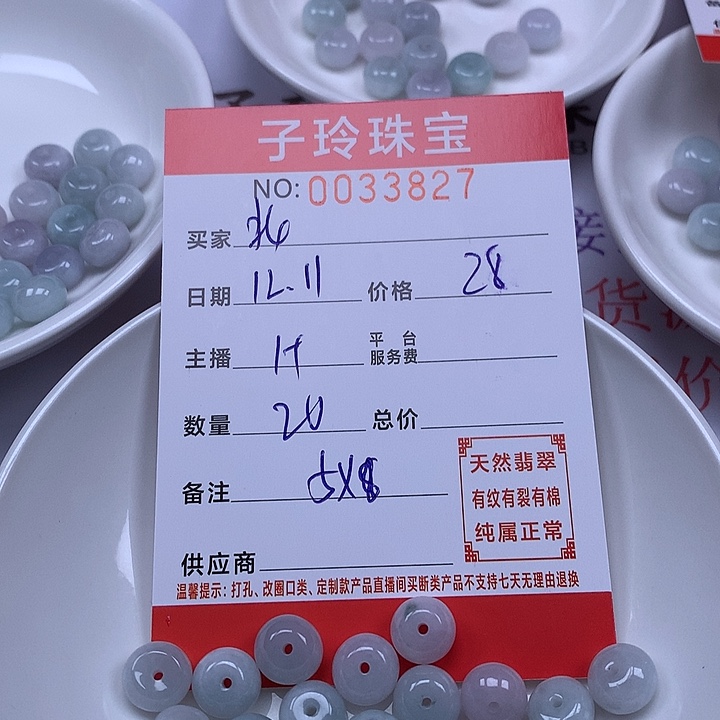 子玲珠宝
NO: 0033827
买家
日期 12.11 价格 28
主播 平台服务费
数量 20 总价
备注 5X8
天然翡翠
有纹有裂有棉
纯属正常
供应商
温馨提示：打孔、改圈口类、定制款产品直播间买断类产品不支持七天无理由退换
接
货
价